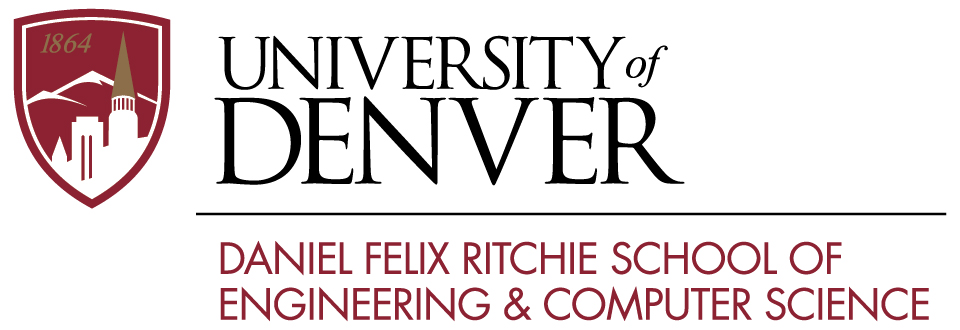 1864
UNIVERSITY of
DENVER
DANIEL FELIX RITCHIE SCHOOL OF
ENGINEERING & COMPUTER SCIENCE